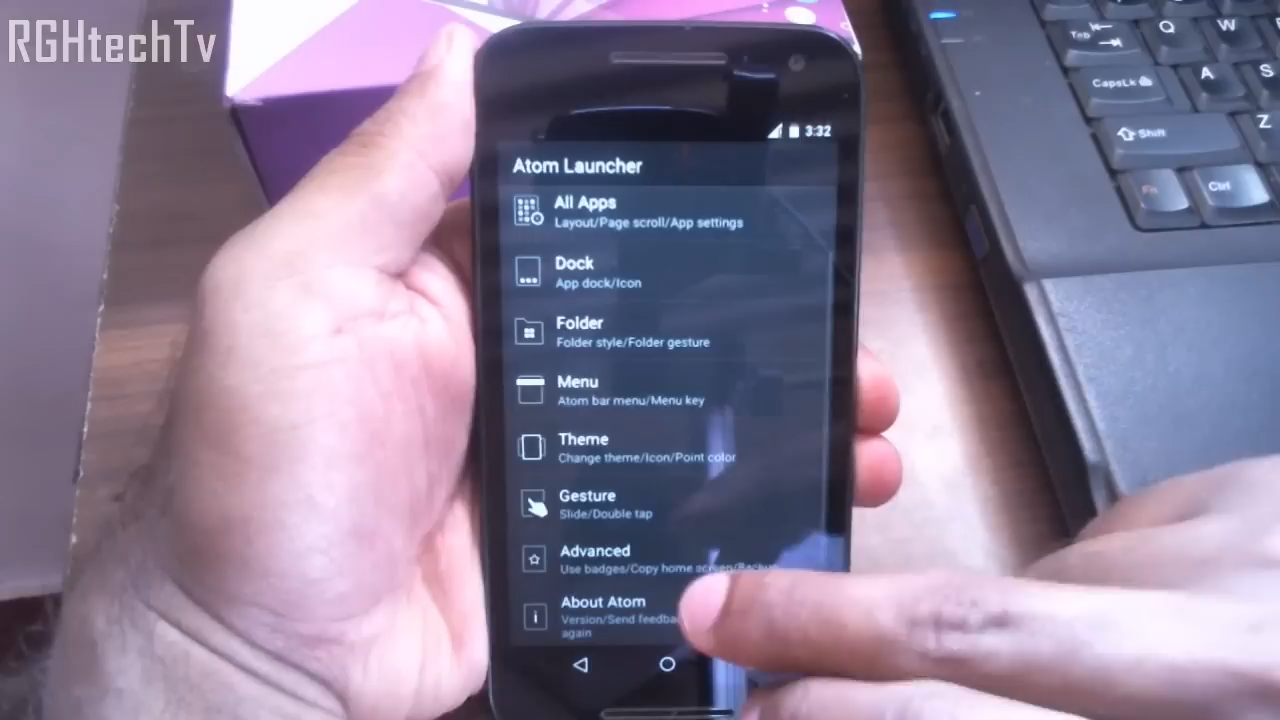 RGHtechTv
3:32
Atom Launcher
All Apps
Layout/Page scroll/App settings
Dock
App dock/Icon
Folder
Folder style/Folder gesture
Menu
Atom bar menu/Menu key
Theme
Change theme/Icon/Point color
Gesture
Slide/Double tap
Advanced
Use badges/Copy home screen/Backup
About Atom
Version/Send
again
Tab
Q
W
CapsLk
A
S
Shift
Z
Fn
Ctrl